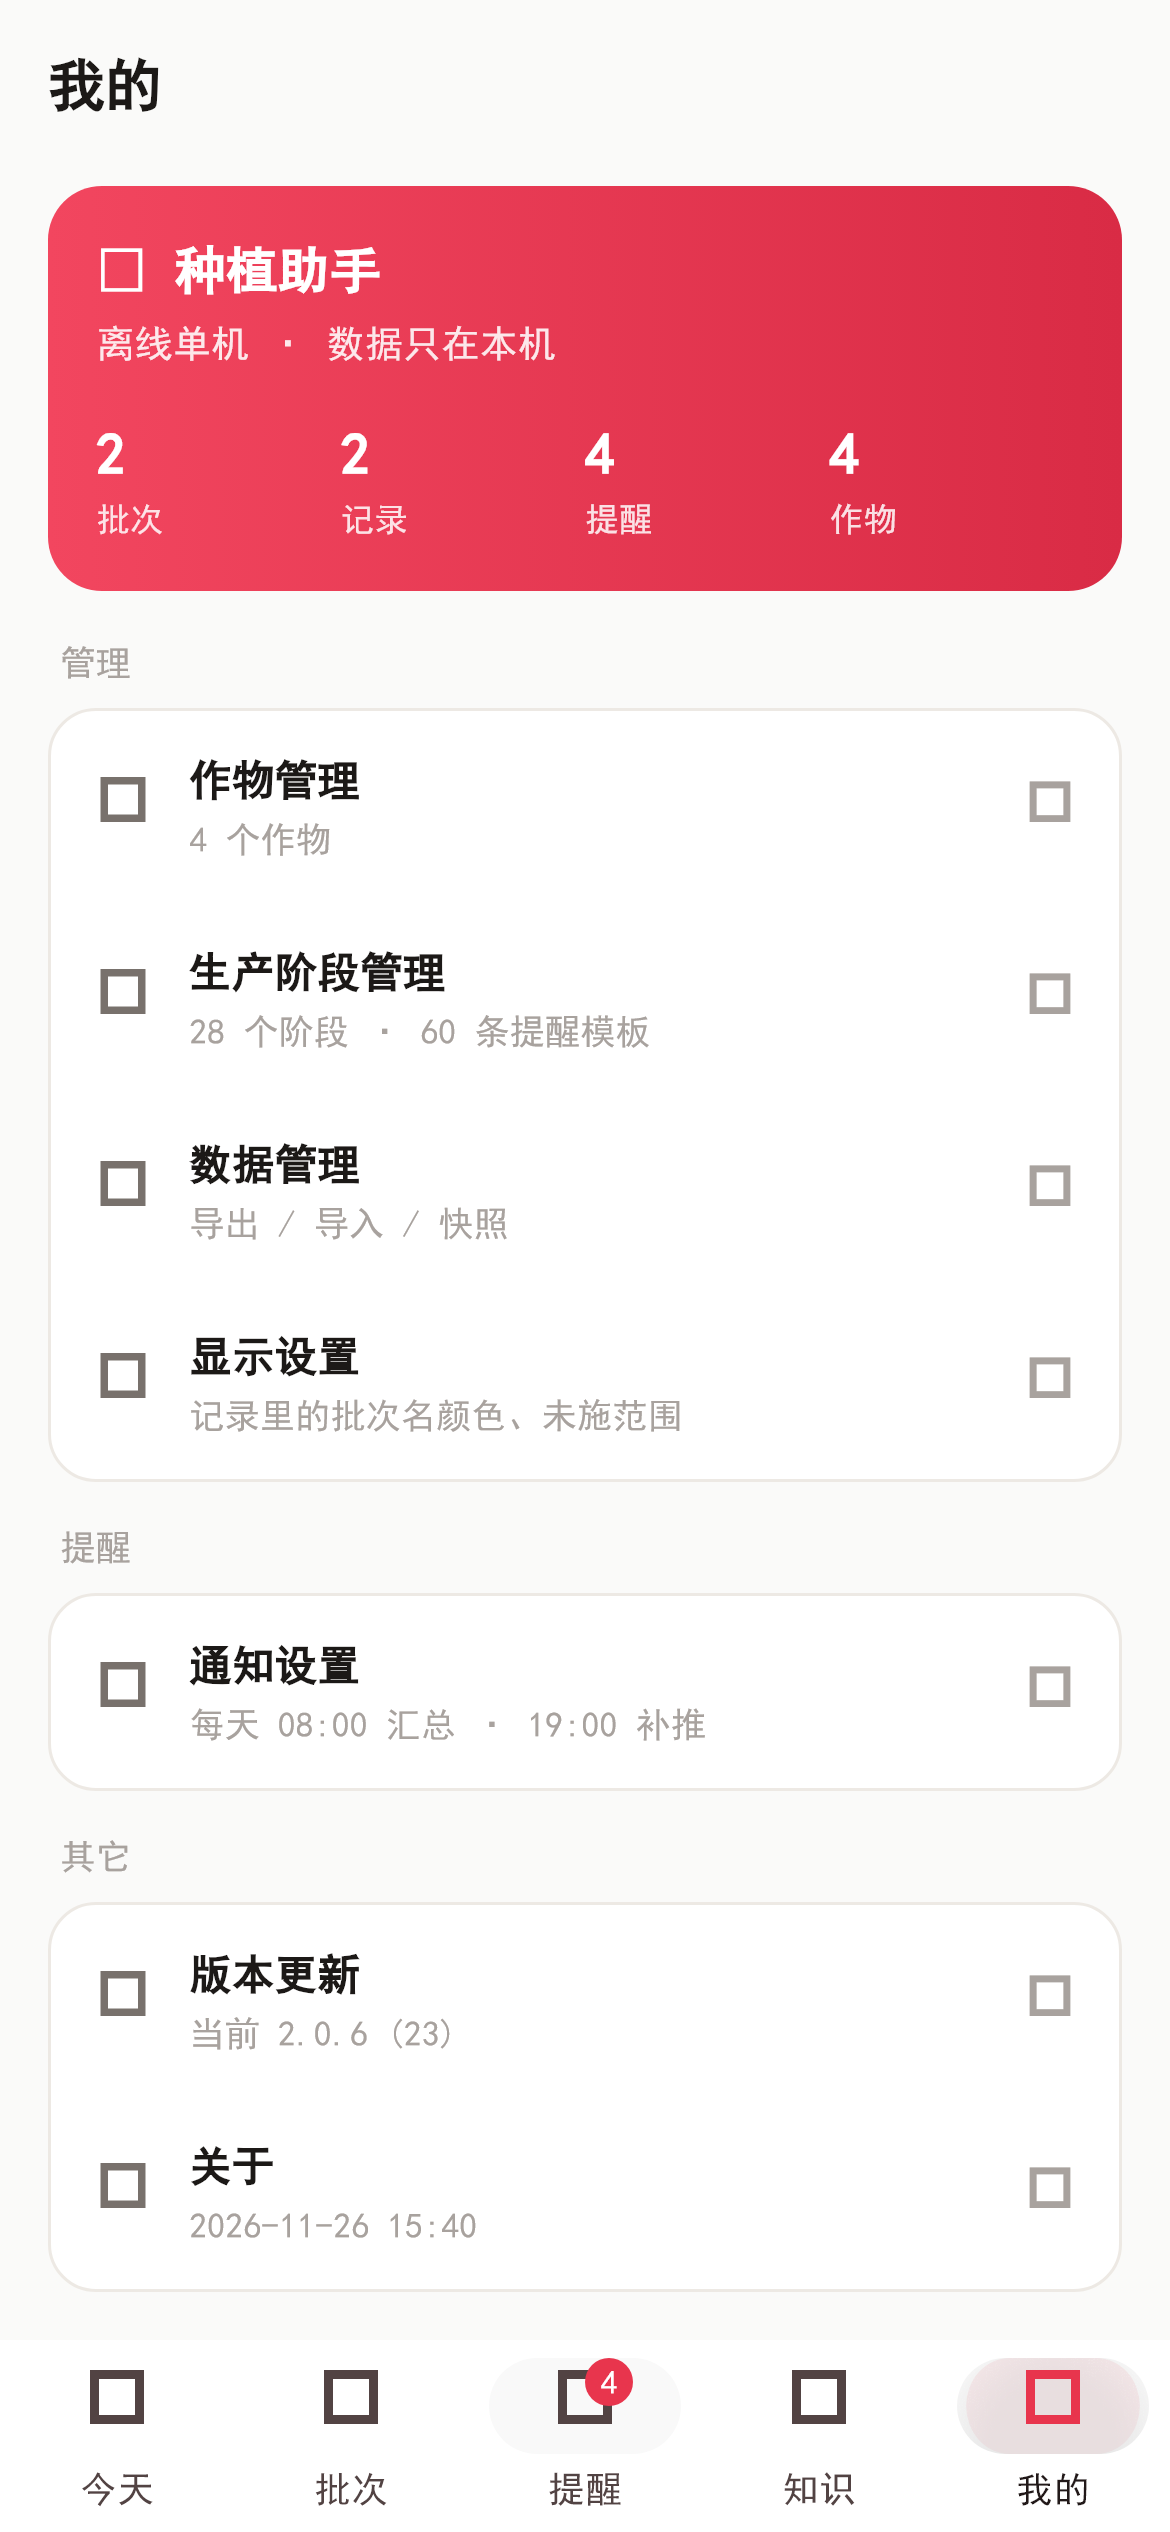 我的
种植助手
离线单机 · 数据只在本机
2 2 4 4
批次 记录 提醒 作物
管理
作物管理
4 个作物
生产阶段管理
28 个阶段 · 60 条提醒模板
数据管理
导出 / 导入 / 快照
显示设置
记录里的批次名颜色、未施范围
提醒
通知设置
每天 08:00 汇总 · 19:00 补推
其它
版本更新
当前 2.0.6 (23)
关于
2026-11-26 15:40
4
今天 批次 提醒 知识 我的